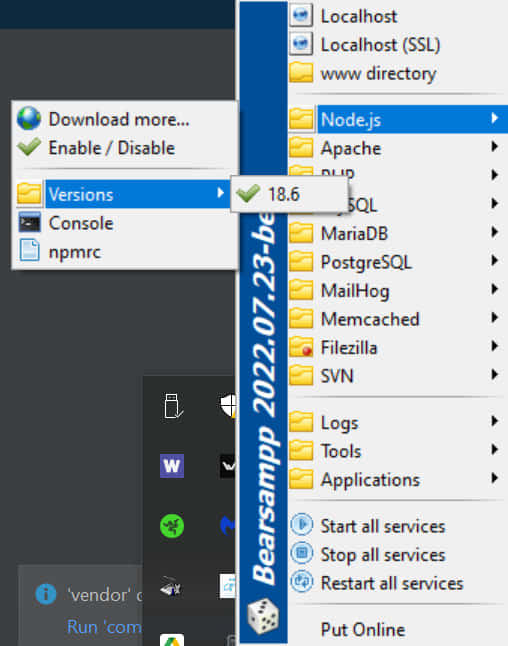 Localhost
Localhost (SSL)
www directory
Node.js
Apache
PHP
MySQL
MariaDB
PostgreSQL
MailHog
Memcached
Filezilla
SVN
Logs
Tools
Applications
Start all services
Stop all services
Restart all services
Put Online
Download more...
Enable / Disable
Versions
Console
npmrc
18.6
Bearsampp 2022.07.23-be
W
'vendor'
Run 'com